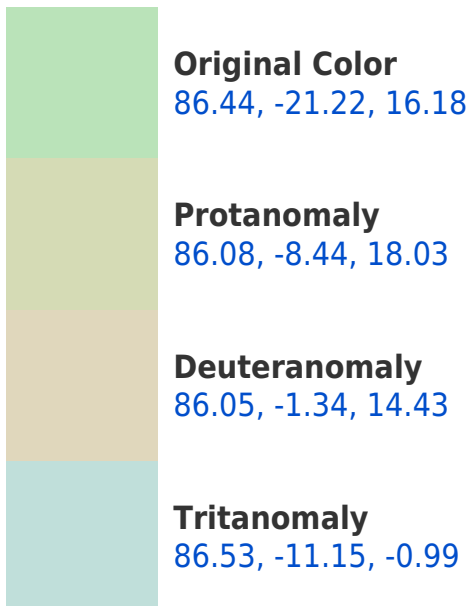 Original Color
86.44, -21.22, 16.18
Protanomaly
86.08, -8.44, 18.03
Deuteranomaly
86.05, -1.34, 14.43
Tritanomaly
86.53, -11.15, -0.99